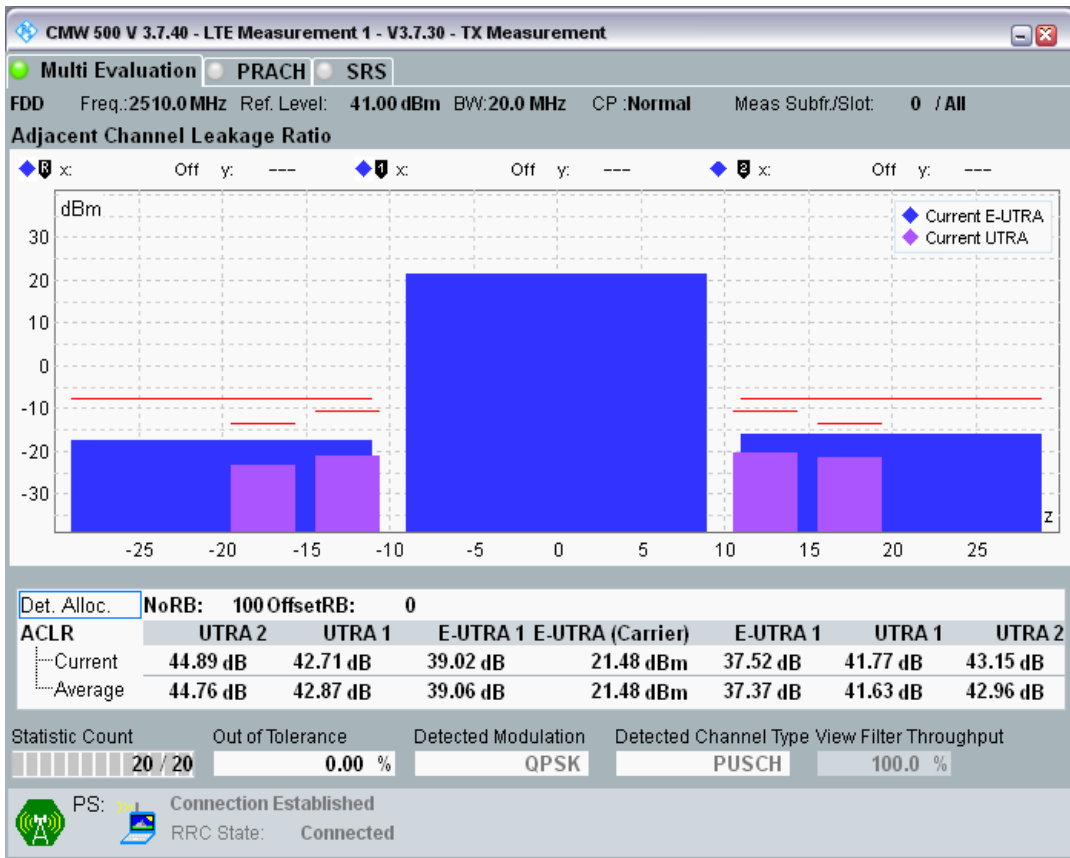 CMW 500 V 3.7.40 - LTE Measurement 1 - V3.7.30 - TX Measurement
Multi Evaluation PRACH SRS
FDD Freq.:2510.0 MHz Ref. Level: 41.00 dBm BW:20.0 MHz CP :Normal Meas Subfr./Slot: 0 / All
Adjacent Channel Leakage Ratio
R x: Off y: --- 1 x: Off y: --- 2 x: Off y: ---
dBm
Current E-UTRA
Current UTRA
30
20
10
0
-10
-20
-30
z
-25 -20 -15 -10 -5 0 5 10 15 20 25
Det. Alloc. NoRB: 100 OffsetRB: 0
ACLR UTRA 2 UTRA 1 E-UTRA 1 E-UTRA (Carrier) E-UTRA 1 UTRA 1 UTRA 2
Current 44.89 dB 42.71 dB 39.02 dB 21.48 dBm 37.52 dB 41.77 dB 43.15 dB
Average 44.76 dB 42.87 dB 39.06 dB 21.48 dBm 37.37 dB 41.63 dB 42.96 dB
Statistic Count Out of Tolerance Detected Modulation Detected Channel Type View Filter Throughput
20 / 20 0.00 % QPSK PUSCH 100.0 %
PS: Connection Established
RRC State: Connected